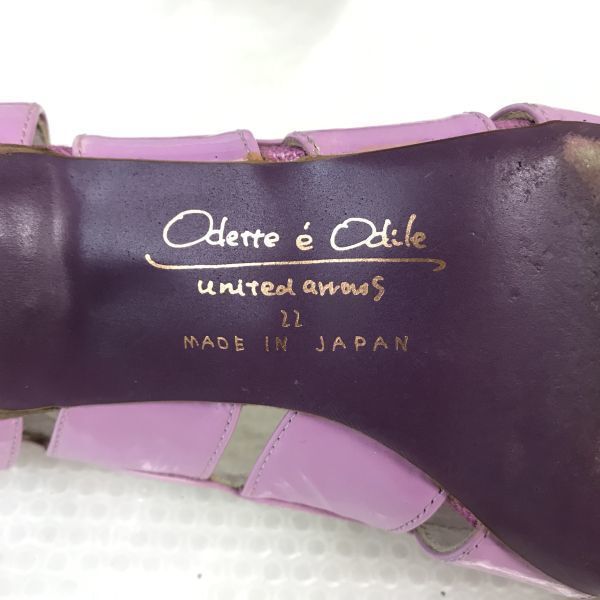 Odette é Odile
united arrows
22
MADE IN JAPAN